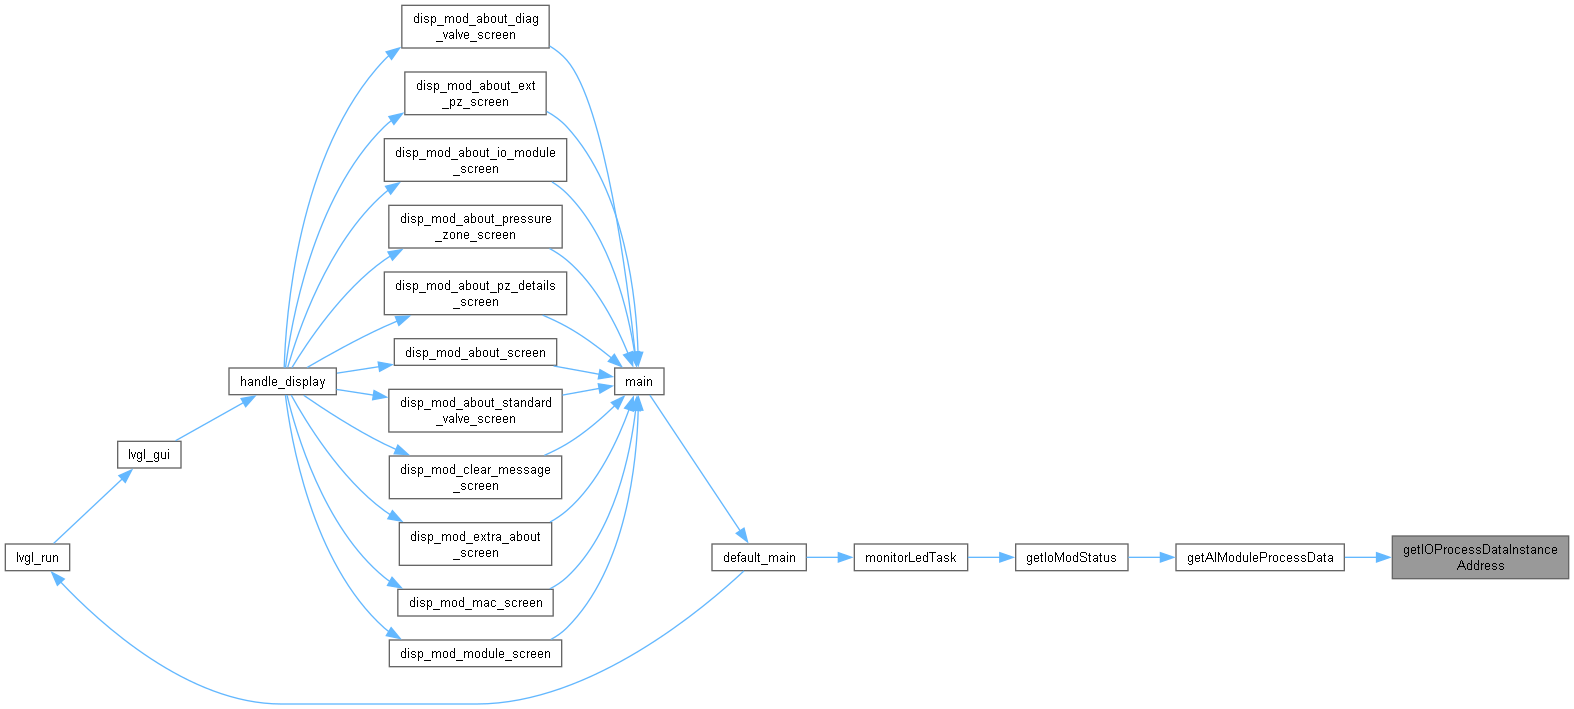 disp_mod_about_diag
_valve_screen
disp_mod_about_ext
_pz_screen
disp_mod_about_io_module
_screen
disp_mod_about_pressure
_zone_screen
disp_mod_about_pz_details
_screen
disp_mod_about_screen
handle_display
main
disp_mod_about_standard
_valve_screen
lvgl_gui
disp_mod_clear_message
_screen
disp_mod_extra_about
_screen
lvgl_run
default_main
monitorLedTask
getIoModStatus
getAIModuleProcessData
getIOProcessDataInstance
Address
disp_mod_mac_screen
disp_mod_module_screen